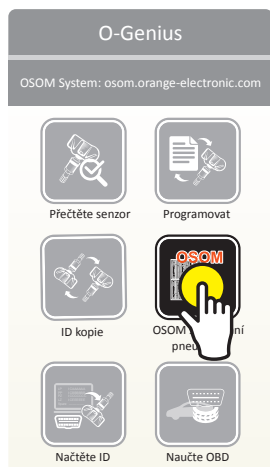 O-Genius
OSOM System: osom.orange-electronic.com
Přečtěte senzor
Programovat
OSOM
ID kopie
OSOM
pneu
Načtěte ID
Naučte OBD